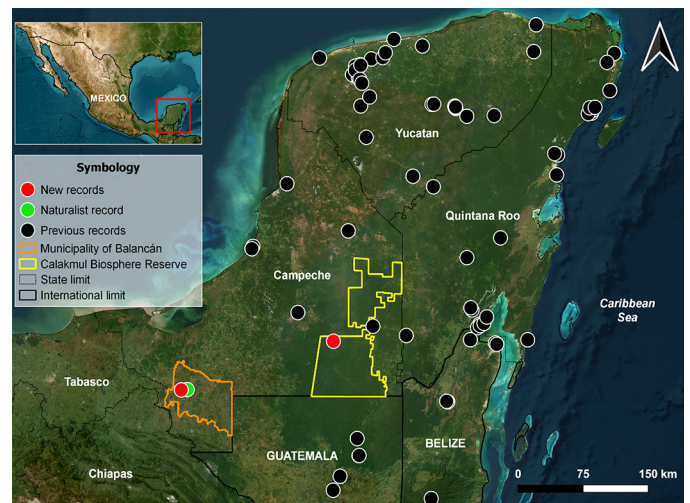 MEXICO
Symbology
New records
Naturalist record
Previous records
Municipality of Balancán
Calakmul Biosphere Reserve
State limit
International limit
Yucatan
Quintana Roo
Campeche
Caribbean
Sea
Tabasco
GUATEMALA
BELIZE
Chiapas
0 75 150 km